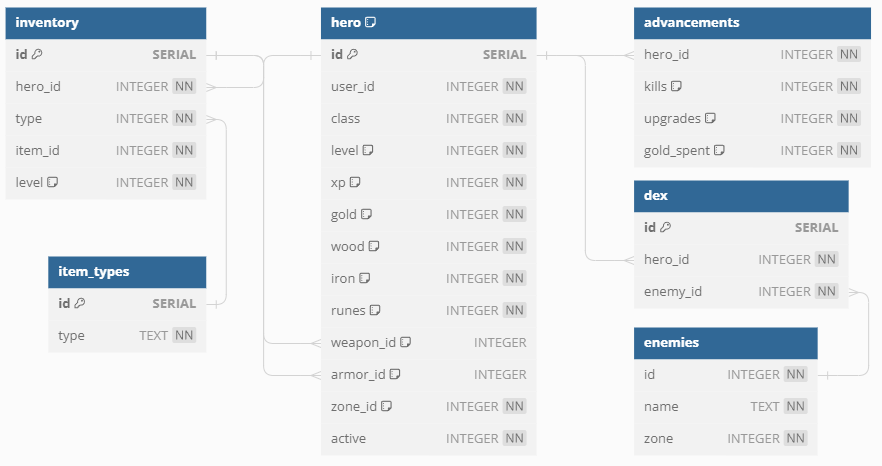 inventory
id SERIAL
hero_id INTEGER NN
type INTEGER NN
item_id INTEGER NN
level INTEGER NN
item_types
id SERIAL
type TEXT NN
hero
id SERIAL
user_id INTEGER NN
class INTEGER NN
level INTEGER NN
xp INTEGER NN
gold INTEGER NN
wood INTEGER NN
iron INTEGER NN
runes INTEGER NN
weapon_id INTEGER
armor_id INTEGER
zone_id INTEGER NN
active INTEGER NN
advancements
hero_id INTEGER NN
kills INTEGER NN
upgrades INTEGER NN
gold_spent INTEGER NN
dex
id SERIAL
hero_id INTEGER NN
enemy_id INTEGER NN
enemies
id INTEGER NN
name TEXT NN
zone INTEGER NN